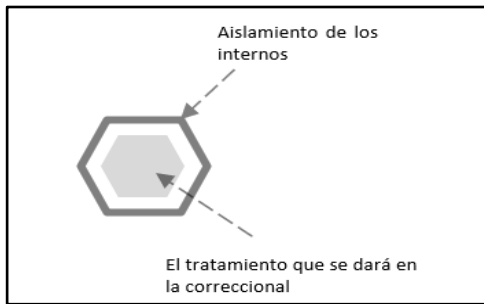 Aislamiento de los
internos
El tratamiento que se dará en
la correccional